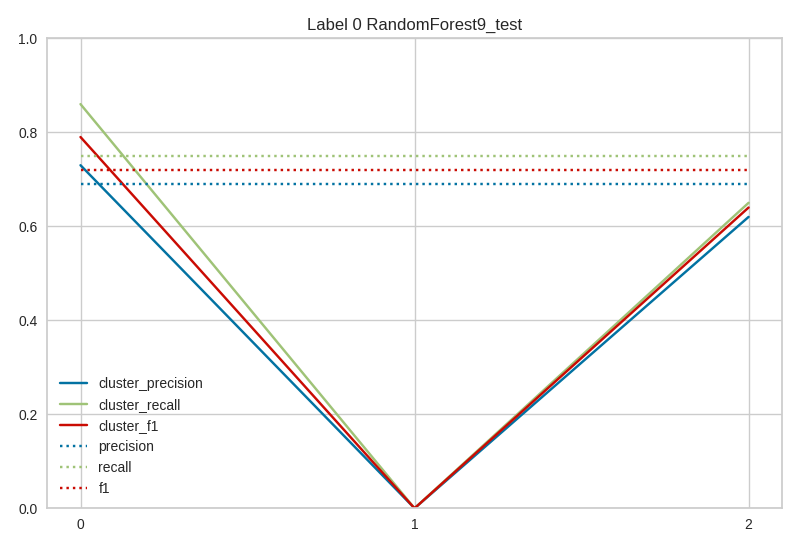 Label 0 RandomForest9_test
1.0
0.8
0.6
0.4
0.2
0.0
cluster_precision
cluster_recall
cluster_f1
precision
recall
f1
0 1 2